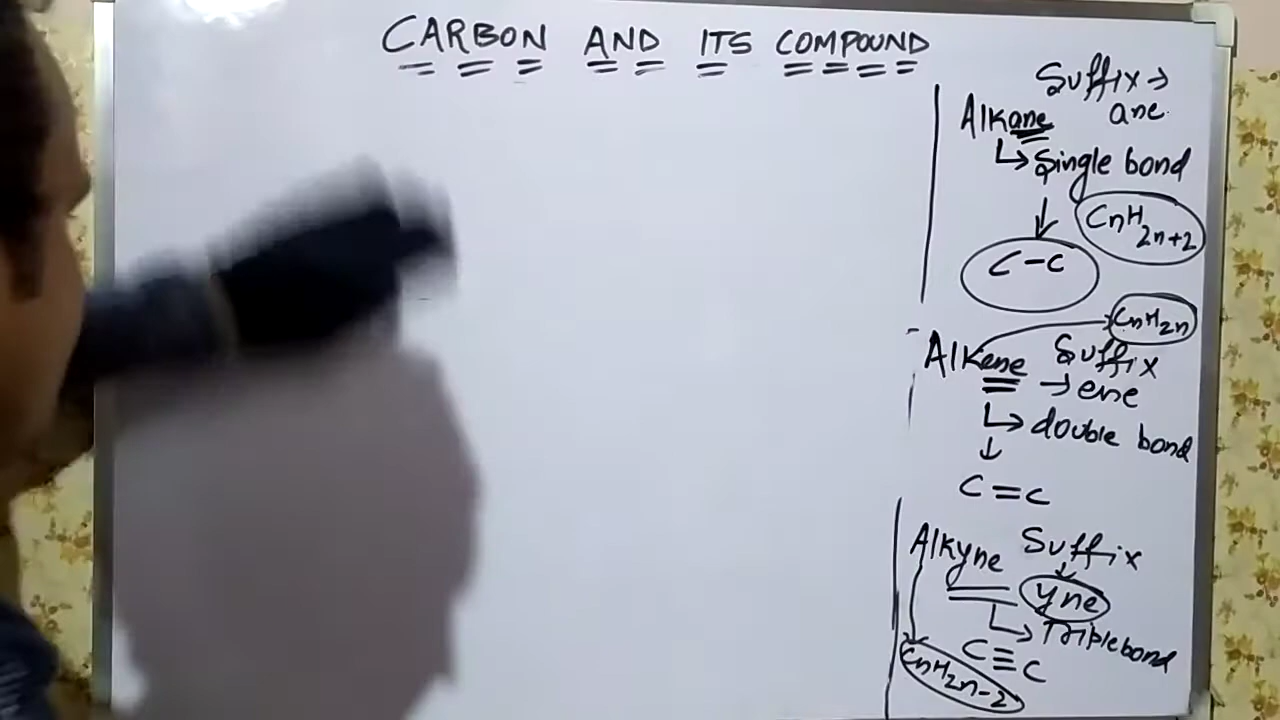 CARBON AND ITS COMPOUND
Suffix →
Alkane ane
↳ Single bond
↓ CnH2n+2
C-C
CnH2n
Alkene Suffix
→ ene
↳ double bond
↓
C=C
Alkyne Suffix
↓
yne
↳ Triple bond
C≡C
CnH2n-2